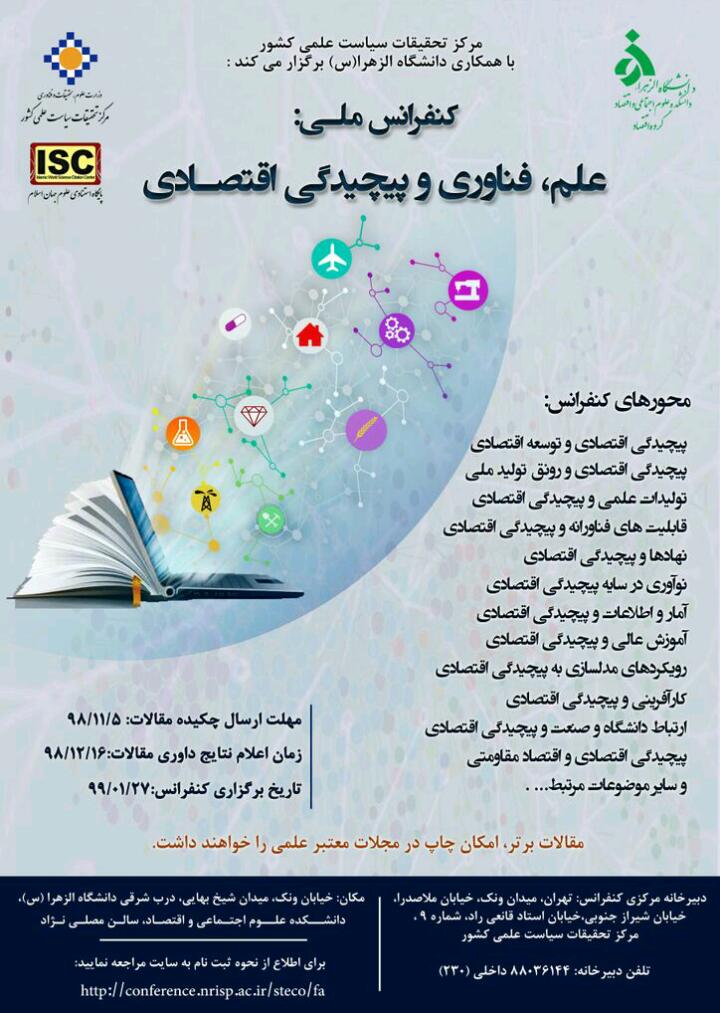 مرکز تحقیقات سیاست علمی کشور
با همکاری دانشگاه الزهرا(س) برگزار می کند :
دانشگاه الزهرا
دانشکده علوم اجتماعی و اقتصاد
گروه اقتصاد
وزارت علوم، تحقیقات و فناوری
مرکز تحقیقات سیاست علمی کشور
ISC
Islamic World Science Citation Center
پایگاه استنادی علوم جهان اسلام
کنفرانس ملی:
علم، فناوری و پیچیدگی اقتصادی
محورهای کنفرانس:
پیچیدگی اقتصادی و توسعه اقتصادی
پیچیدگی اقتصادی و رونق تولید ملی
تولیدات علمی و پیچیدگی اقتصادی
قابلیت های فناورانه و پیچیدگی اقتصادی
نهادها و پیچیدگی اقتصادی
نوآوری در سایه پیچیدگی اقتصادی
آمار و اطلاعات و پیچیدگی اقتصادی
آموزش عالی و پیچیدگی اقتصادی
رویکردهای مدلسازی به پیچیدگی اقتصادی
کارآفرینی و پیچیدگی اقتصادی
ارتباط دانشگاه و صنعت و پیچیدگی اقتصادی
پیچیدگی اقتصادی و اقتصاد مقاومتی
و سایر موضوعات مرتبط... .
مهلت ارسال چکیده مقالات: ۹۸/۱۱/۵
زمان اعلام نتایج داوری مقالات:۹۸/۱۲/۱۶
تاریخ برگزاری کنفرانس:۹۹/۰۱/۲۷
مقالات برتر، امکان چاپ در مجلات معتبر علمی را خواهند داشت.
دبیرخانه مرکزی کنفرانس: تهران، میدان ونک، خیابان ملاصدرا،
خیابان شیراز جنوبی،خیابان استاد قانعی راد، شماره ۹ ،
مرکز تحقیقات سیاست علمی کشور
تلفن دبیرخانه: ۸۸۰۳۶۱۴۴ داخلی (۲۳۰)
مکان: خیابان ونک، میدان شیخ بهایی، درب شرقی دانشگاه الزهرا (س)،
دانشکده علوم اجتماعی و اقتصاد، سالن مصلی نژاد
برای اطلاع از نحوه ثبت نام به سایت مراجعه نمایید:
http://conference.nrisp.ac.ir/steco/fa